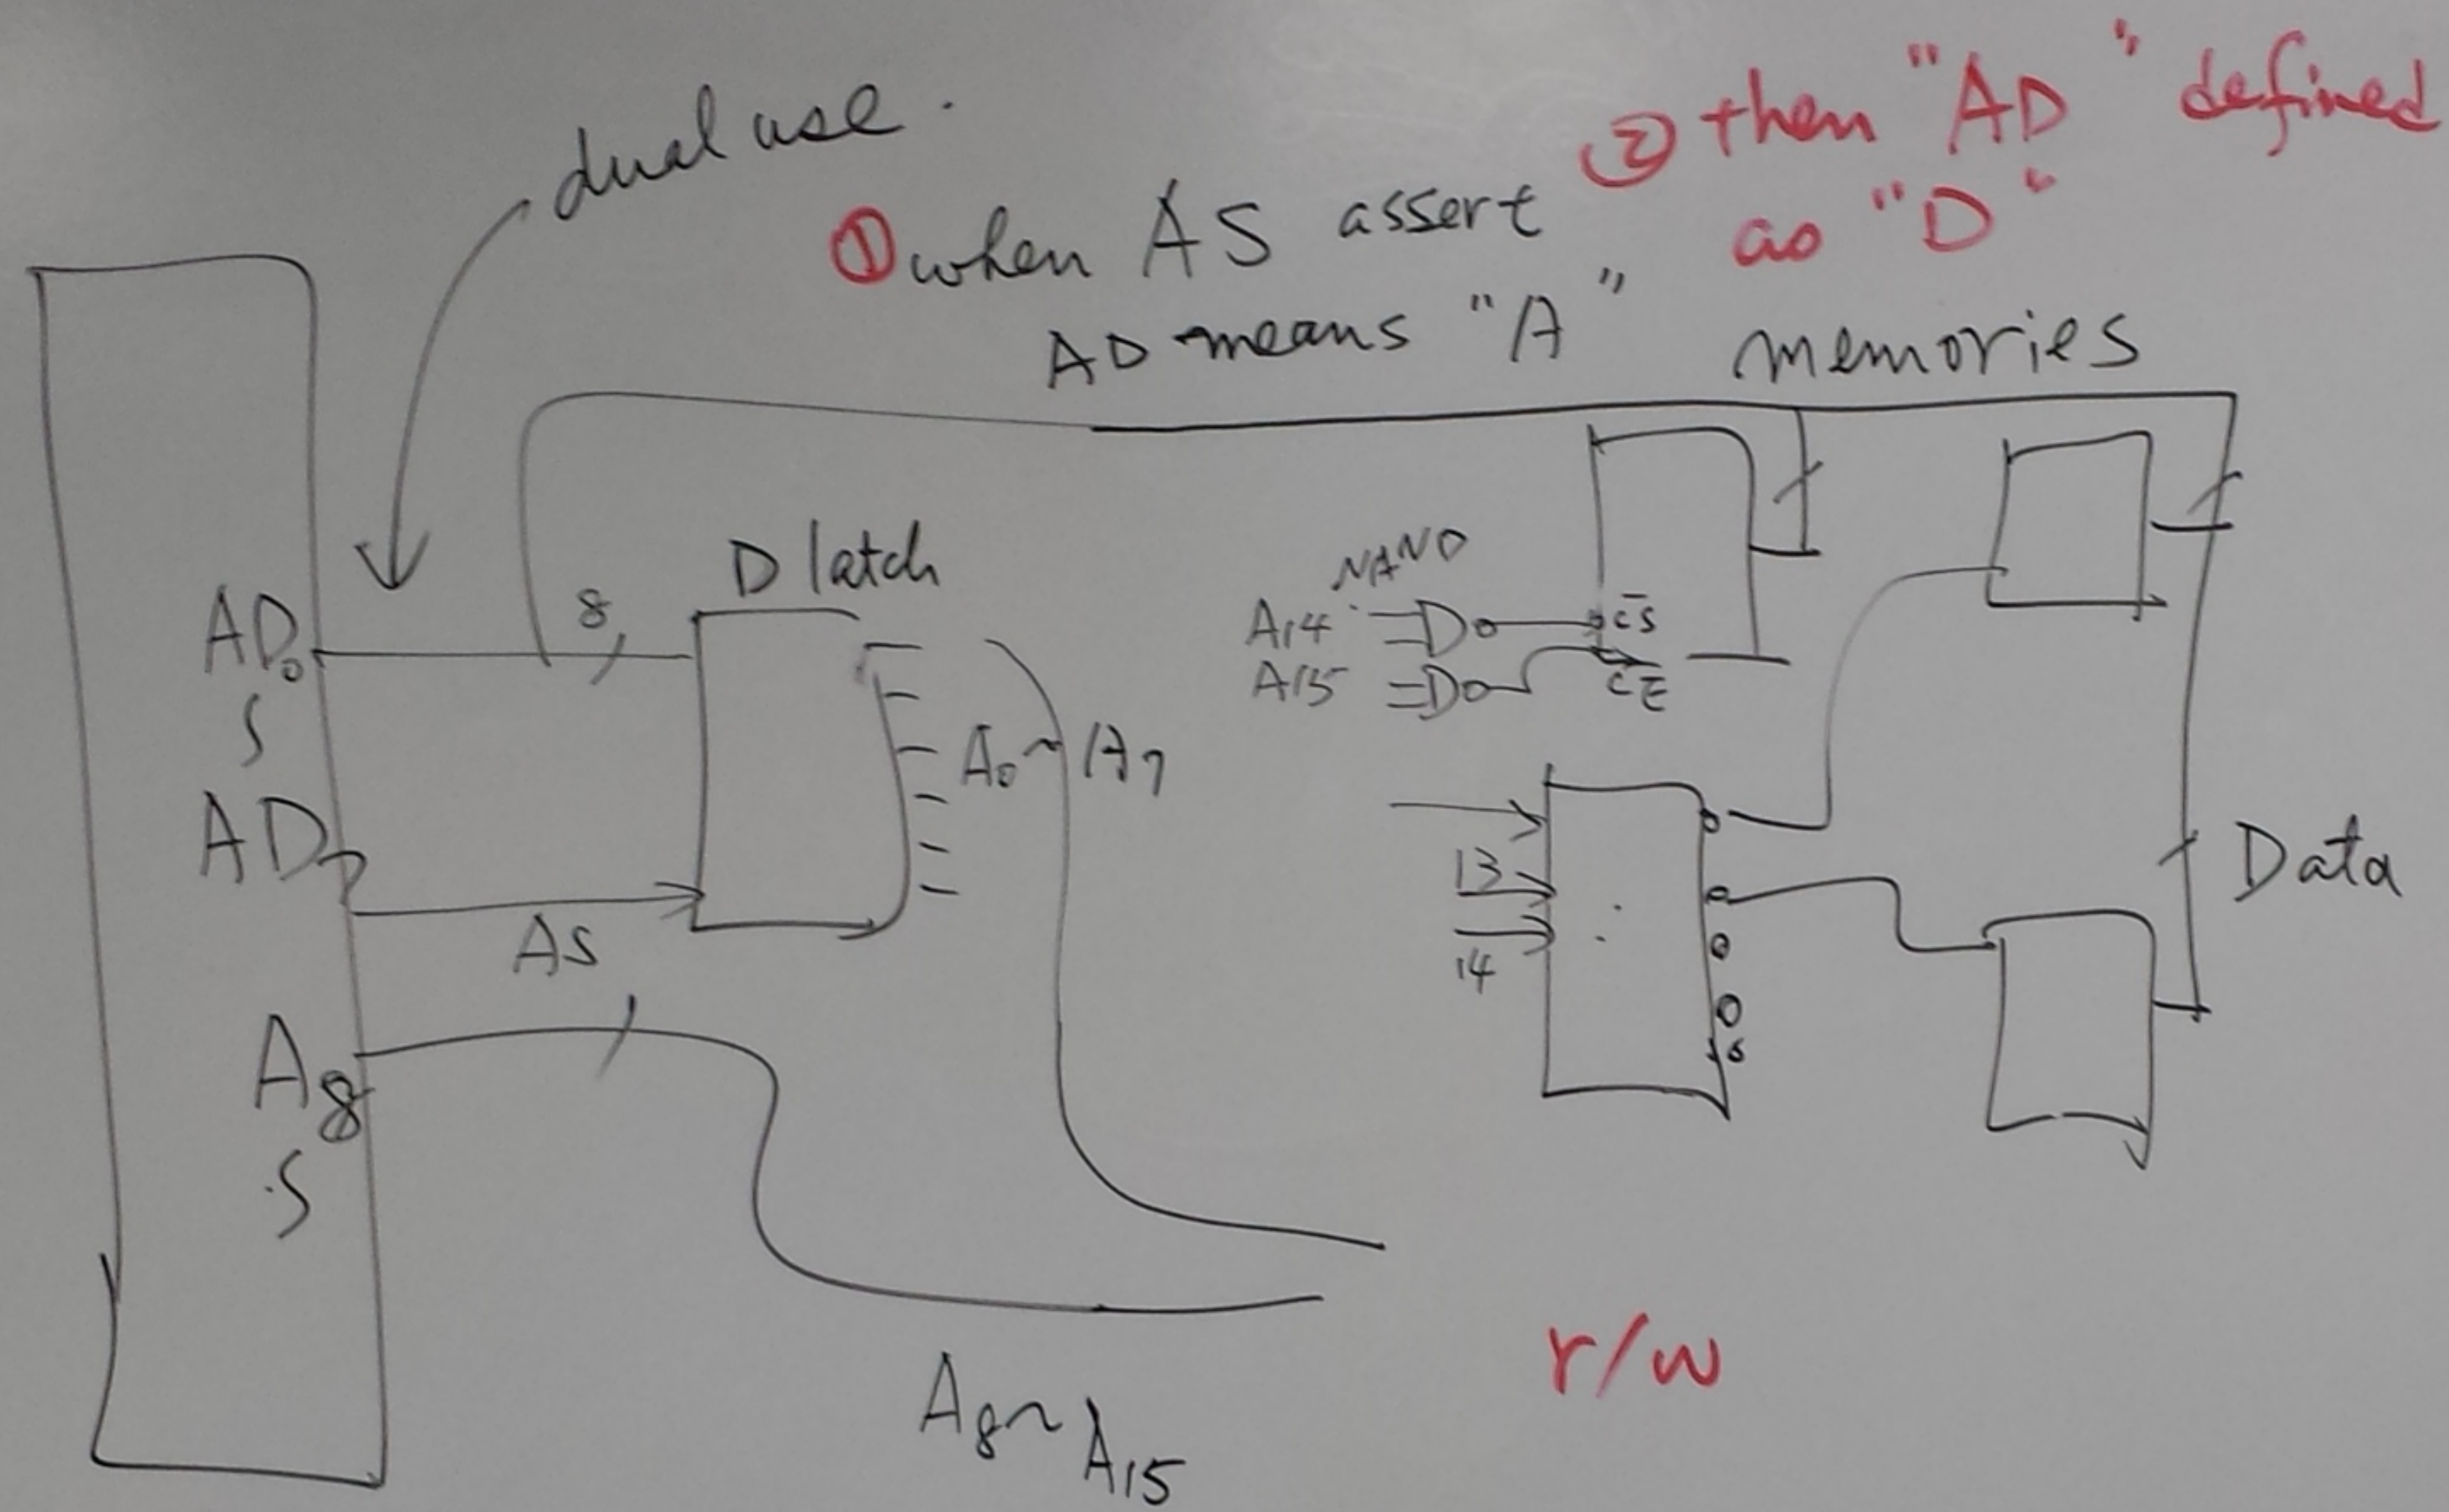 dual use.
① when AS assert
AD means "A"
② then "AD" defined
as "D"
memories
D latch
8
AD0
AD7
AS
A0~A7
A8
A8~A15
NAND
A14
A15
CS
CE
13
14
Data
r/w